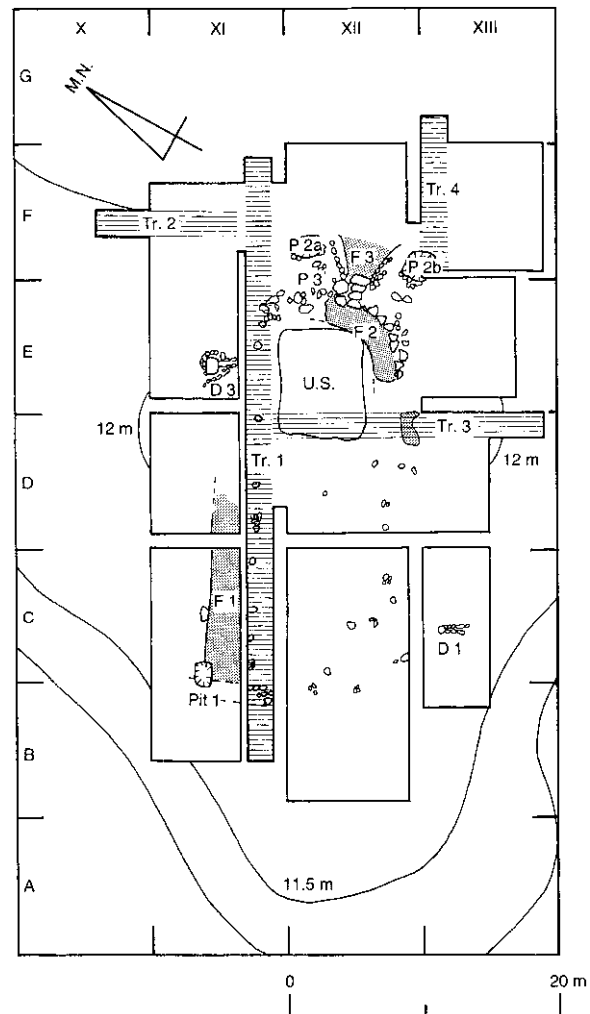 X XI XII XIII
G
M.N.
Tr. 4
F
Tr. 2
P 2a
F 3
P 2b
P 3
F 2
E
U.S.
D 3
Tr. 3
12 m
Tr. 1
12 m
D
C
F 1
D 1
Pit 1
B
11.5 m
A
0 20 m